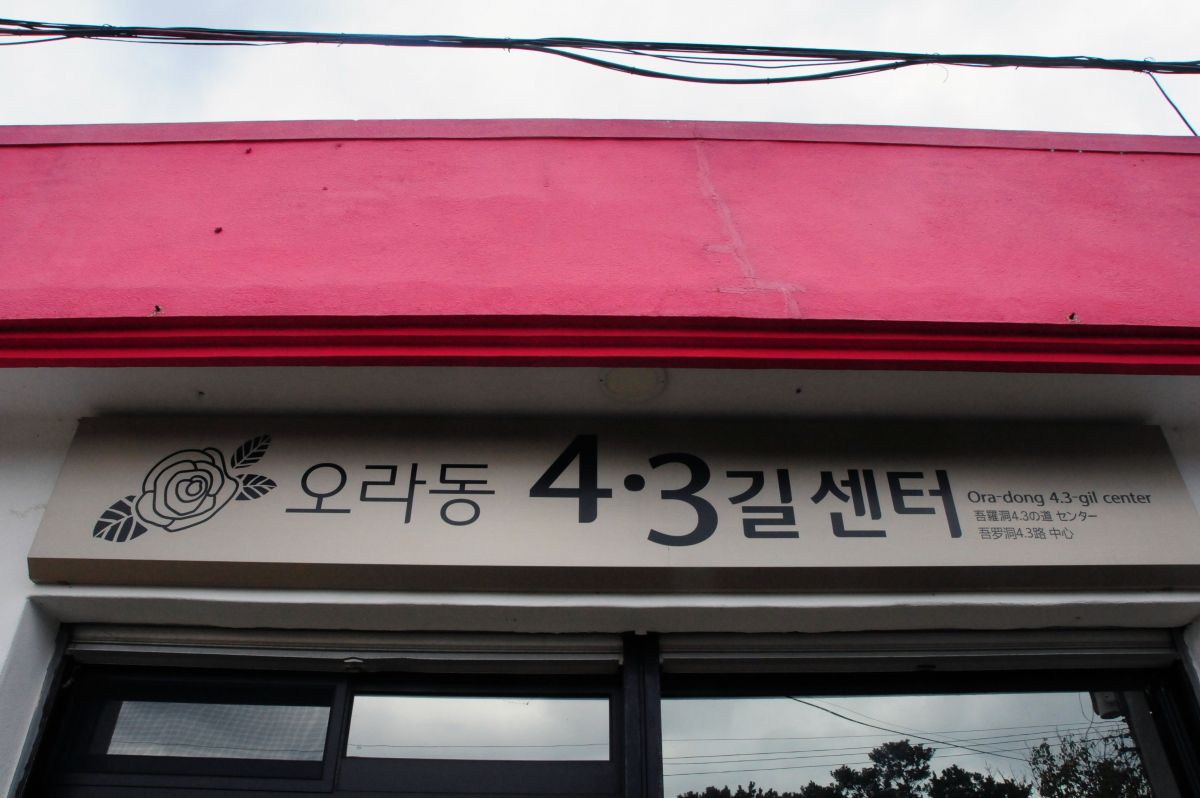 오라동 4·3길센터
Ora-dong 4.3-gil center
吾羅洞4.3の道 センター
吾罗洞4.3路 中心